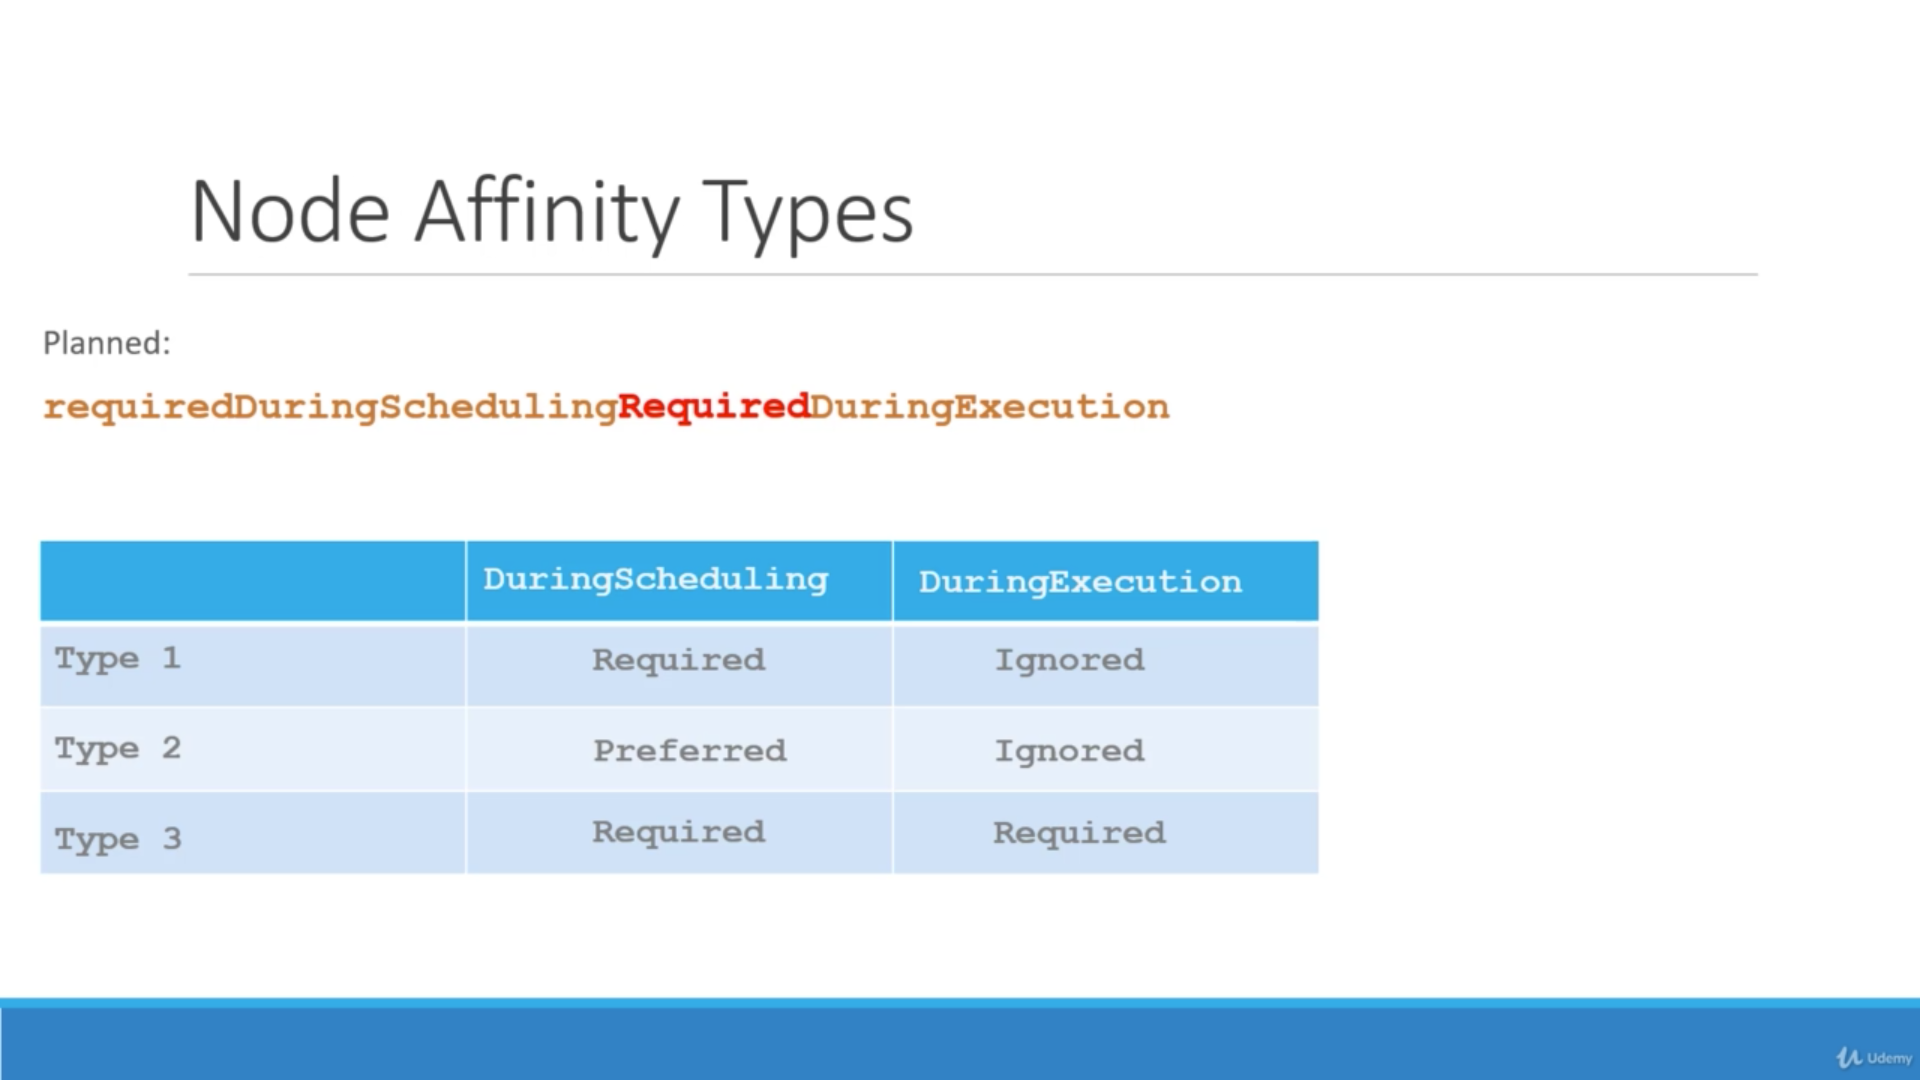 Node Affinity Types
Planned:
requiredDuringSchedulingRequiredDuringExecution
DuringScheduling DuringExecution
Type 1 Required Ignored
Type 2 Preferred Ignored
Type 3 Required Required
Udemy